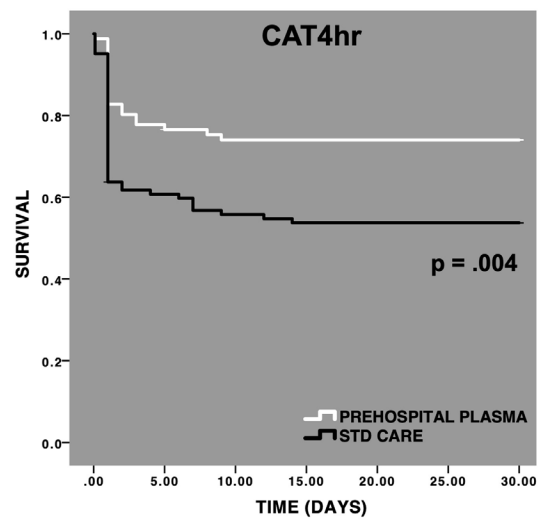 CAT4hr
1.0
0.8
0.6
0.4
0.2
0.0
SURVIVAL
p = .004
PREHOSPITAL PLASMA
STD CARE
.00 5.00 10.00 15.00 20.00 25.00 30.00
TIME (DAYS)